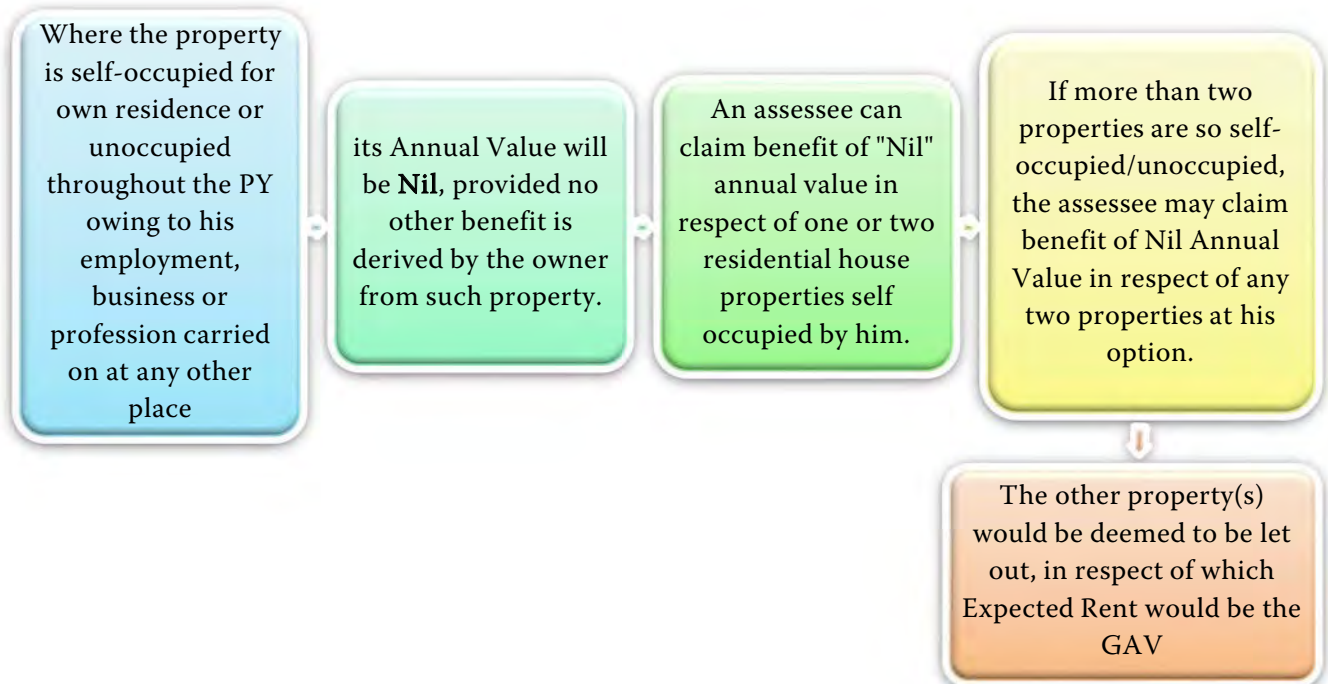 Where the property
is self-occupied for
own residence or
unoccupied
throughout the PY
owing to his
employment,
business or
profession carried
on at any other
place
its Annual Value will
be Nil, provided no
other benefit is
derived by the owner
from such property.
An assessee can
claim benefit of "Nil"
annual value in
respect of one or two
residential house
properties self
occupied by him.
If more than two
properties are so self-
occupied/unoccupied,
the assessee may claim
benefit of Nil Annual
Value in respect of any
two properties at his
option.
The other property(s)
would be deemed to be let
out, in respect of which
Expected Rent would be the
GAV